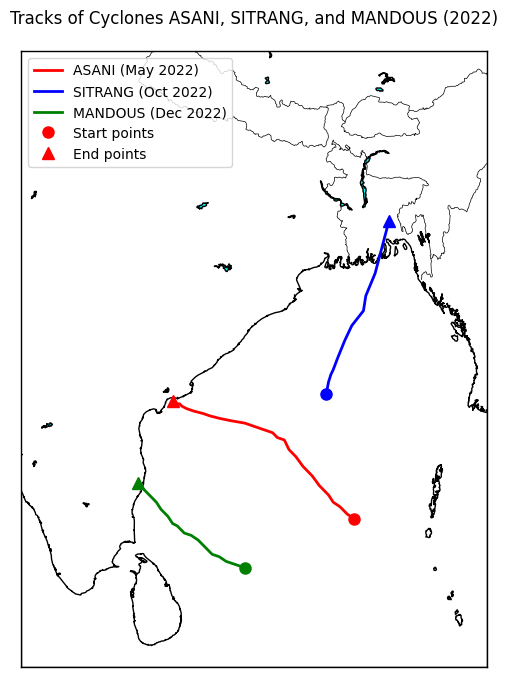 Tracks of Cyclones ASANI, SITRANG, and MANDOUS (2022)
ASANI (May 2022)
SITRANG (Oct 2022)
MANDOUS (Dec 2022)
Start points
End points